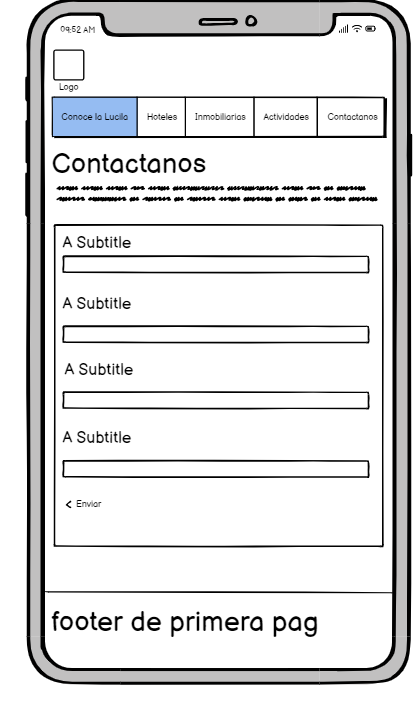 09:52 AM
Logo
Conoce la Lucila Hoteles Inmobiliarias Actividades Contactanos
Contactanos
A Subtitle
A Subtitle
A Subtitle
A Subtitle
< Enviar
footer de primera pag